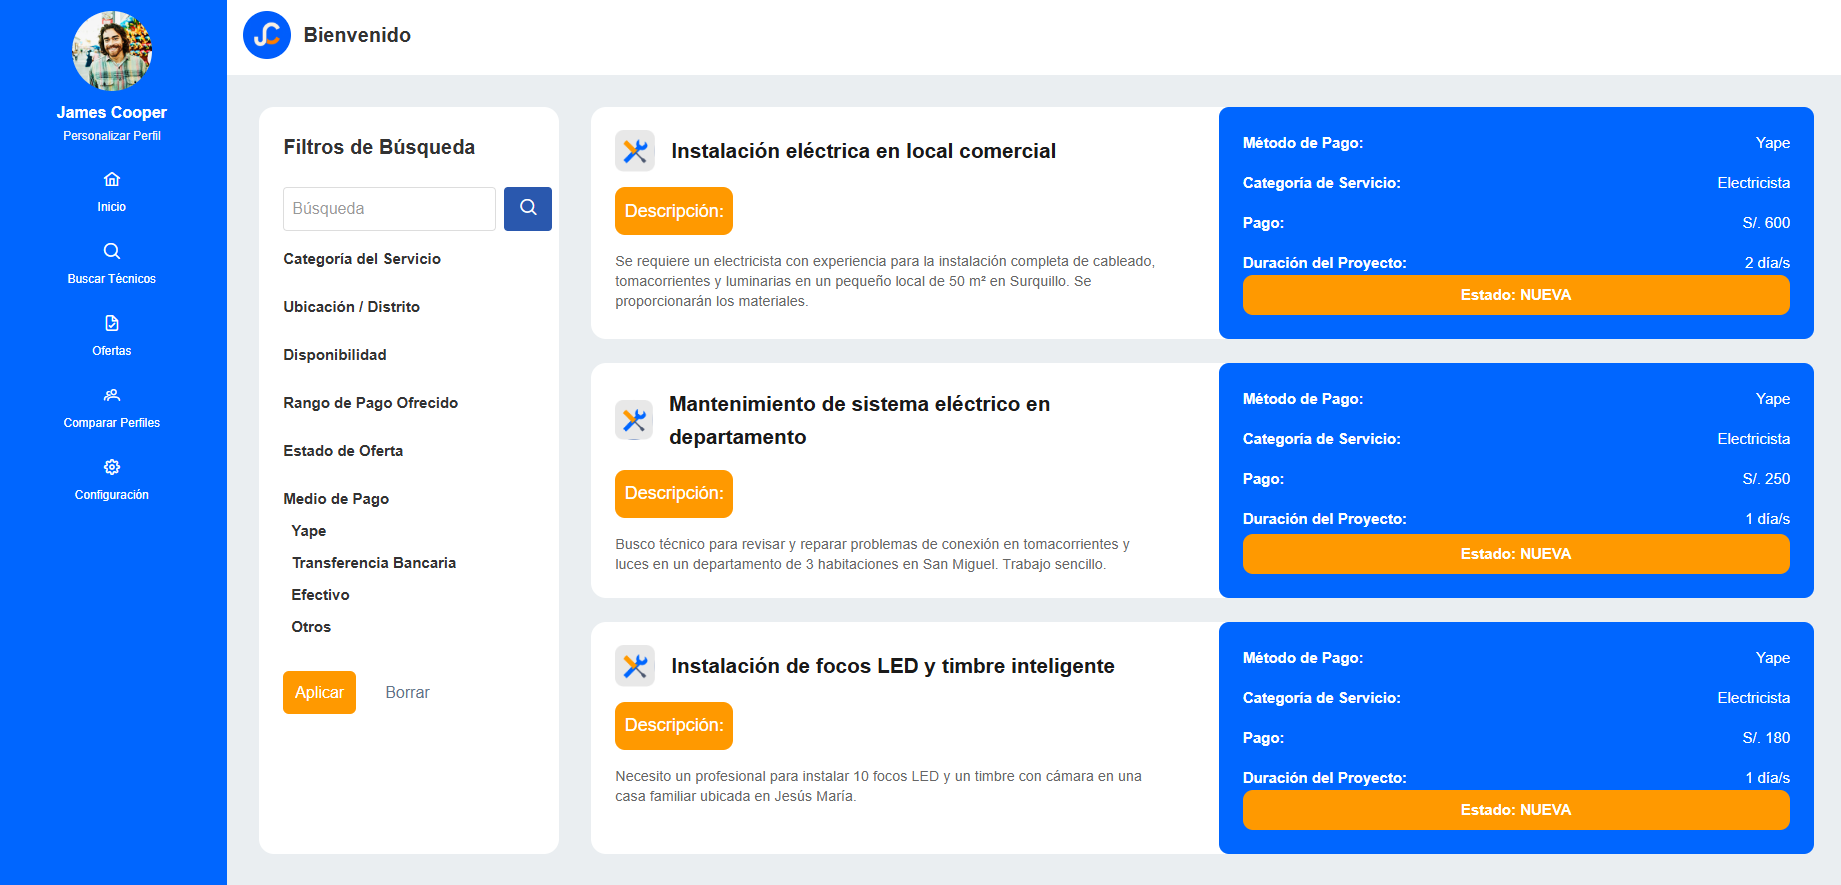 James Cooper
Personalizar Perfil
Inicio
Buscar Técnicos
Ofertas
Comparar Perfiles
Configuración
JC
Bienvenido
Filtros de Búsqueda
Búsqueda
Categoría del Servicio
Ubicación / Distrito
Disponibilidad
Rango de Pago Ofrecido
Estado de Oferta
Medio de Pago
Yape
Transferencia Bancaria
Efectivo
Otros
Aplicar
Borrar
Instalación eléctrica en local comercial
Descripción:
Se requiere un electricista con experiencia para la instalación completa de cableado,
tomacorrientes y luminarias en un pequeño local de 50 m² en Surquillo. Se
proporcionarán los materiales.
Método de Pago: Yape
Categoría de Servicio: Electricista
Pago: S/. 600
Duración del Proyecto: 2 día/s
Estado: NUEVA
Mantenimiento de sistema eléctrico en
departamento
Descripción:
Busco técnico para revisar y reparar problemas de conexión en tomacorrientes y
luces en un departamento de 3 habitaciones en San Miguel. Trabajo sencillo.
Método de Pago: Yape
Categoría de Servicio: Electricista
Pago: S/. 250
Duración del Proyecto: 1 día/s
Estado: NUEVA
Instalación de focos LED y timbre inteligente
Descripción:
Necesito un profesional para instalar 10 focos LED y un timbre con cámara en una
casa familiar ubicada en Jesús María.
Método de Pago: Yape
Categoría de Servicio: Electricista
Pago: S/. 180
Duración del Proyecto: 1 día/s
Estado: NUEVA